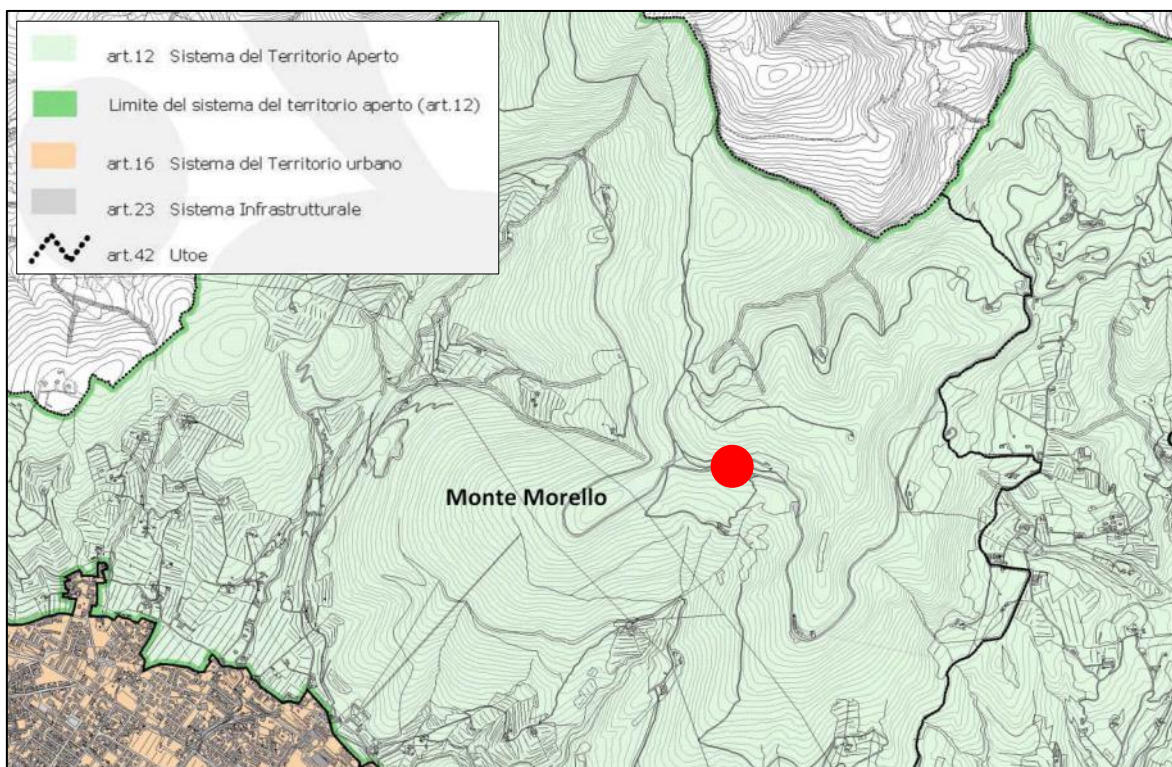 art.12 Sistema del Territorio Aperto
Limite del sistema del territorio aperto (art.12)
art.16 Sistema del Territorio urbano
art.23 Sistema Infrastrutturale
art.42 Utoe
Monte Morello